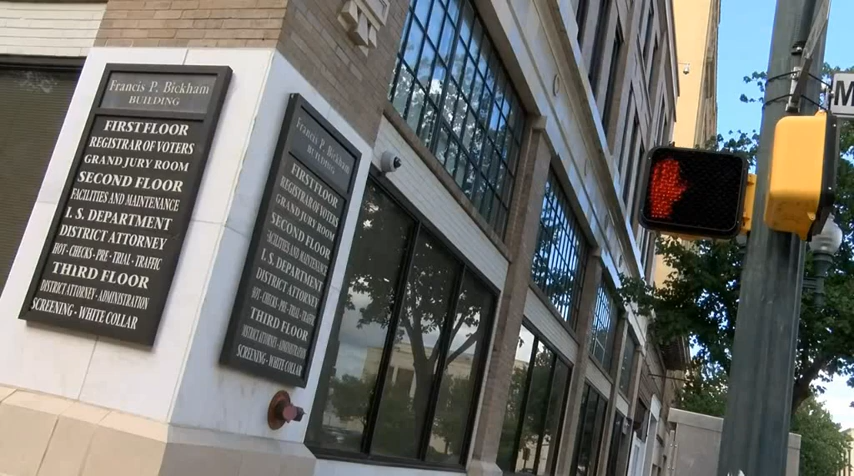 Francis P. Bickham
BUILDING
FIRST FLOOR
REGISTRAR OF VOTERS
GRAND JURY ROOM
SECOND FLOOR
FACILITIES AND MAINTENANCE
I. S. DEPARTMENT
DISTRICT ATTORNEY
HOT - CHECKS - PRE - TRIAL - TRAFFIC
THIRD FLOOR
DISTRICT ATTORNEY - ADMINISTRATION
SCREENING - WHITE COLLAR
Francis P. Bickham
BUILDING
FIRST FLOOR
REGISTRAR OF VOTERS
GRAND JURY ROOM
SECOND FLOOR
FACILITIES AND MAINTENANCE
I. S. DEPARTMENT
DISTRICT ATTORNEY
HOT - CHECKS - PRE - TRIAL - TRAFFIC
THIRD FLOOR
DISTRICT ATTORNEY - ADMINISTRATION
SCREENING - WHITE COLLAR
M